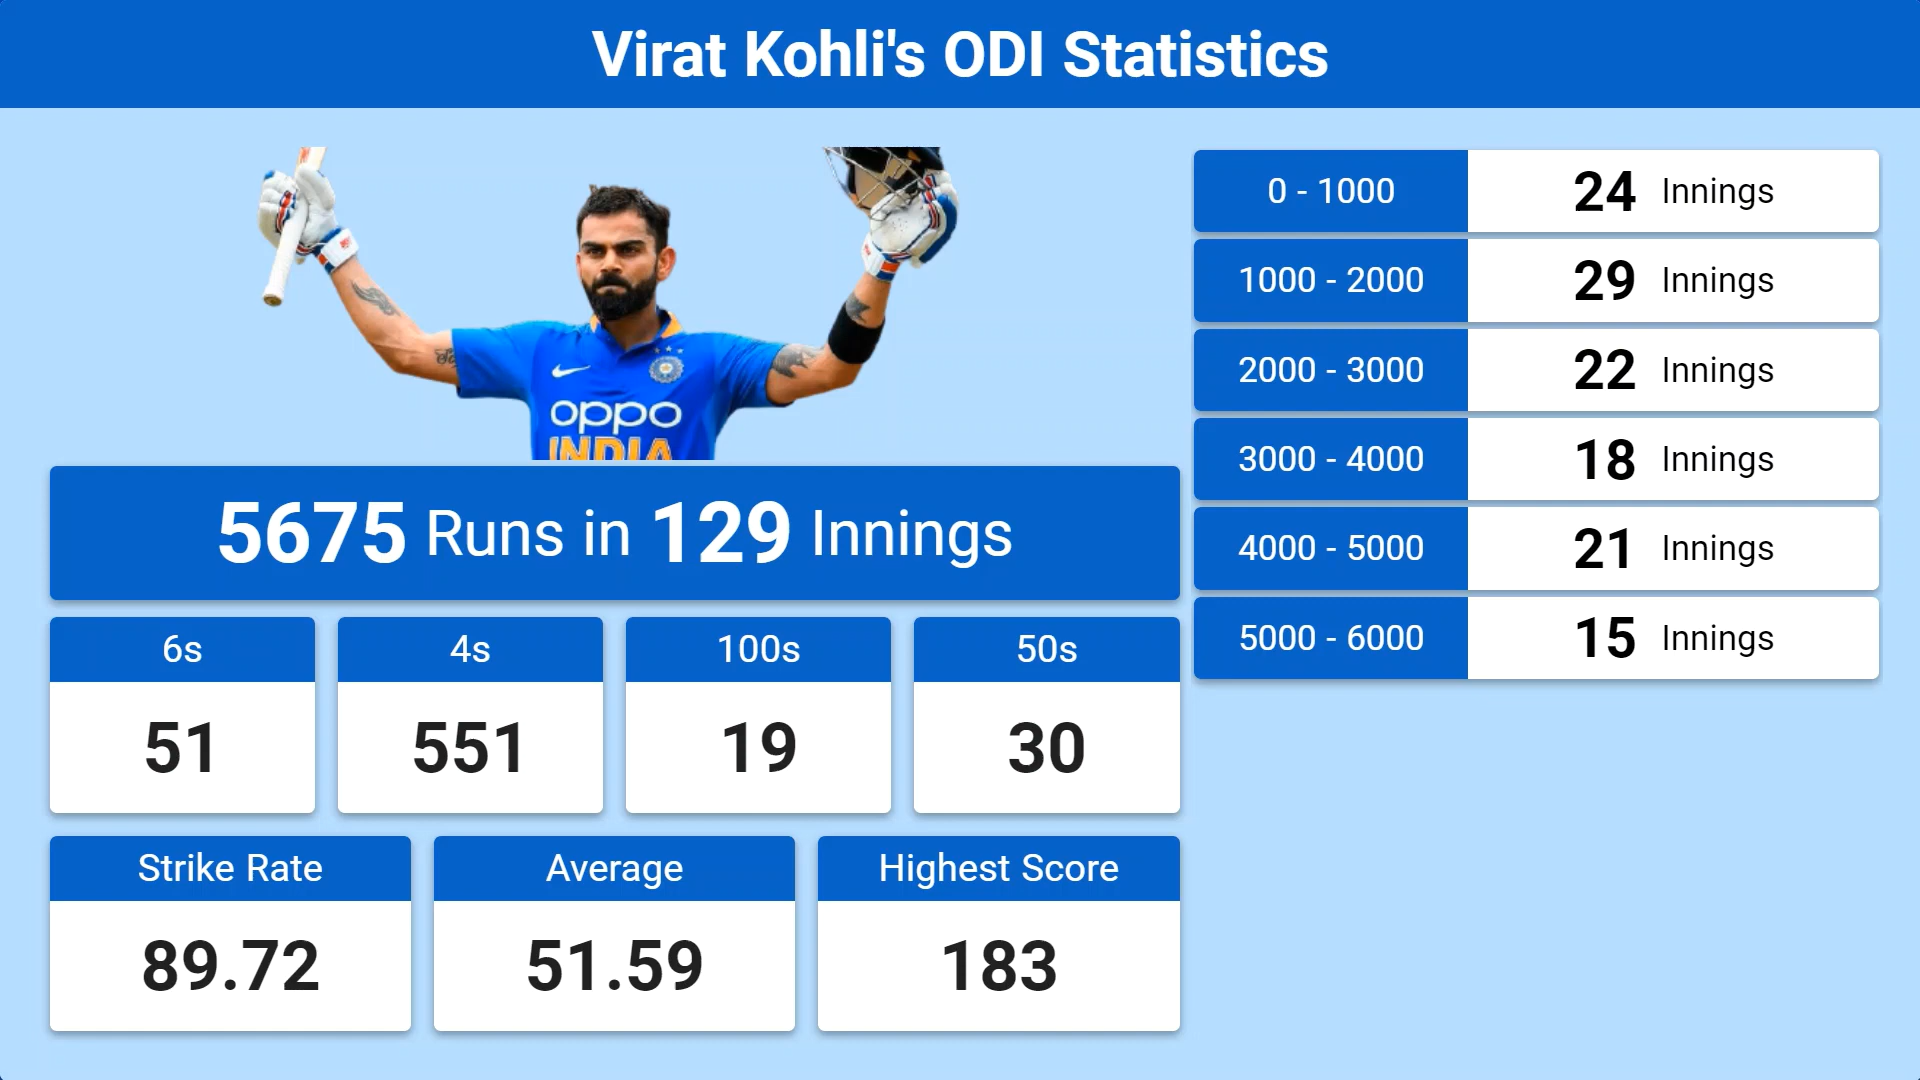 Virat Kohli's ODI Statistics
oppo
INDIA
5675 Runs in 129 Innings
6s
4s
100s
50s
51
551
19
30
Strike Rate
Average
Highest Score
89.72
51.59
183
0 - 1000 24 Innings
1000 - 2000 29 Innings
2000 - 3000 22 Innings
3000 - 4000 18 Innings
4000 - 5000 21 Innings
5000 - 6000 15 Innings